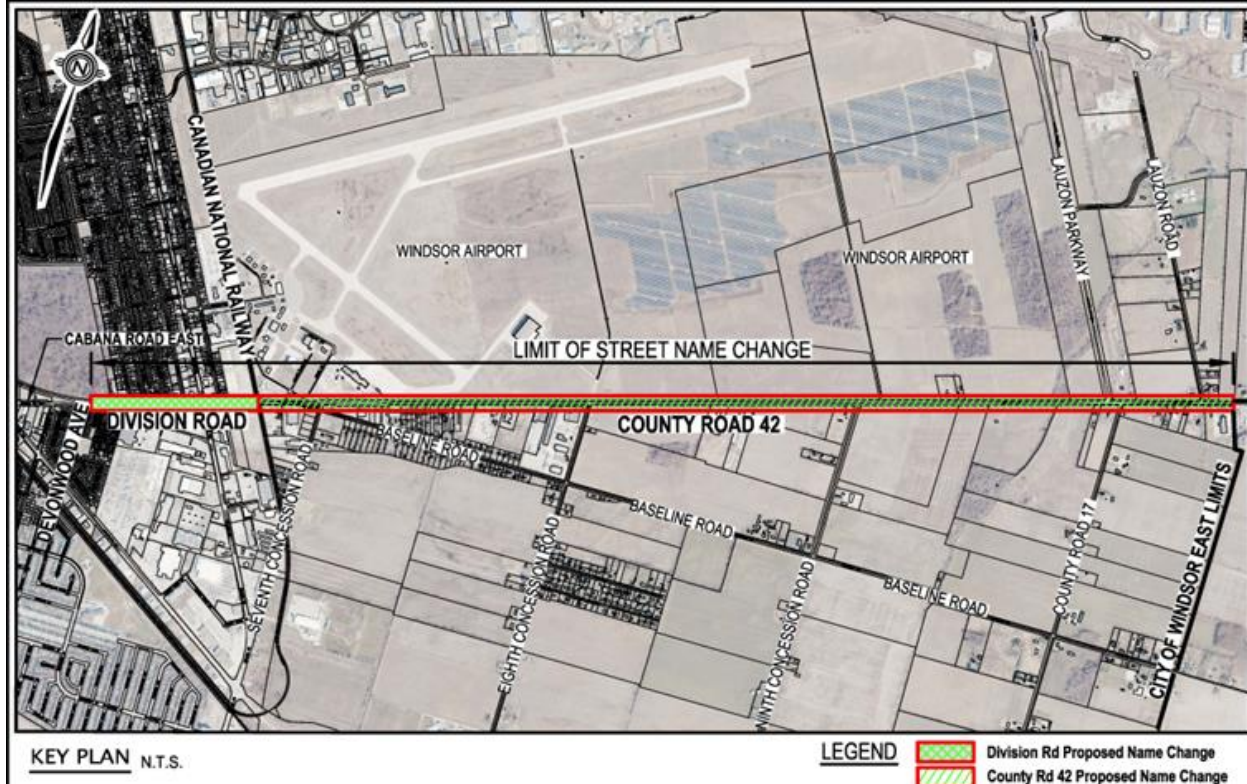 N
CANADIAN NATIONAL RAILWAY
LAUZON PARKWAY
LAUZON ROAD
WINDSOR AIRPORT
WINDSOR AIRPORT
CABANA ROAD EAST
LIMIT OF STREET NAME CHANGE
DEVONWOOD AVE
DIVISION ROAD
COUNTY ROAD 42
BASELINE ROAD
SEVENTH CONCESSION ROAD
EIGHTH CONCESSION ROAD
BASELINE ROAD
NINTH CONCESSION ROAD
BASELINE ROAD
COUNTY ROAD 17
CITY OF WINDSOR EAST LIMITS
KEY PLAN N.T.S.
LEGEND
Division Rd Proposed Name Change
County Rd 42 Proposed Name Change